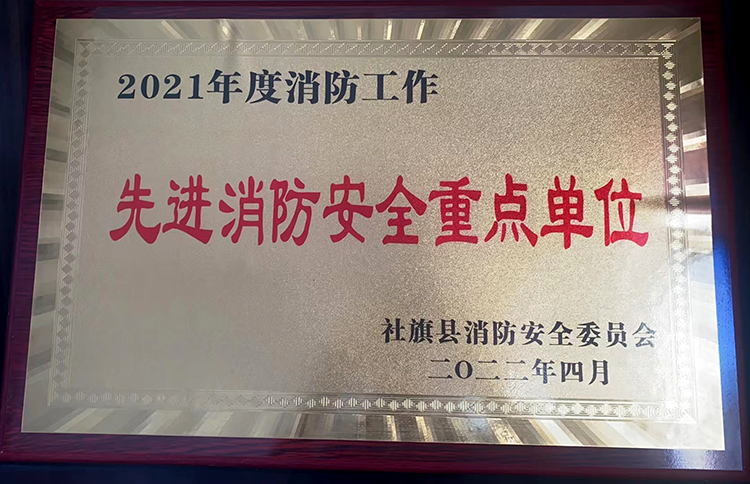 2021年度消防工作
先进消防安全重点单位
社旗县消防安全委员会
二〇二二年四月